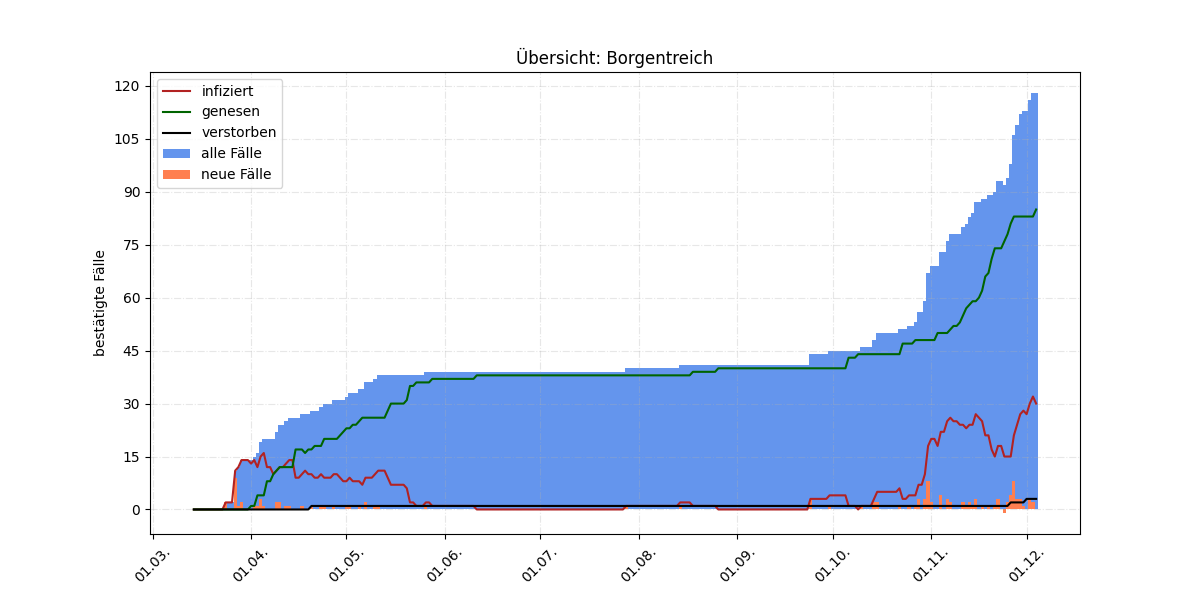 Übersicht: Borgentreich
infiziert
genesen
verstorben
alle Fälle
neue Fälle
bestätigte Fälle
120
105
90
75
60
45
30
15
0
01.03.
01.04.
01.05.
01.06.
01.07.
01.08.
01.09.
01.10.
01.11.
01.12.